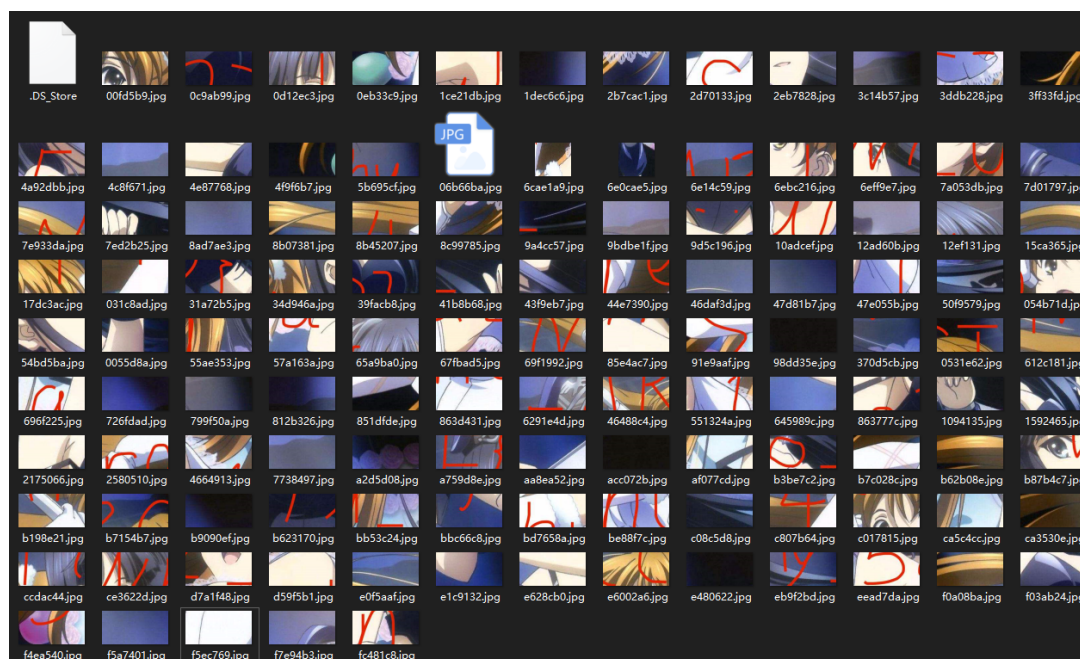 .DS_Store 00fd5b9.jpg 0c9ab99.jpg 0d12ec3.jpg 0eb33c9.jpg 1ce21db.jpg 1dec6c6.jpg 2b7cac1.jpg 2d70133.jpg 2eb7828.jpg 3c14b57.jpg 3ddb228.jpg 3ff33fd.jpg
JPG
4a92dbb.jpg 4c8f671.jpg 4e87768.jpg 4f9f6b7.jpg 5b695cf.jpg 06b66ba.jpg 6cae1a9.jpg 6e0cae5.jpg 6e14c59.jpg 6ebc216.jpg 6eff9e7.jpg 7a053db.jpg 7d01797.jpg
7e933da.jpg 7ed2b25.jpg 8ad7ae3.jpg 8b07381.jpg 8b45207.jpg 8c99785.jpg 9a4cc57.jpg 9bdbe1f.jpg 9d5c196.jpg 10adcef.jpg 12ad60b.jpg 12ef131.jpg 15ca365.jpg
17dc3ac.jpg 031c8ad.jpg 31a72b5.jpg 34d946a.jpg 39facb8.jpg 41b8b68.jpg 43f9eb7.jpg 44e7390.jpg 46daf3d.jpg 47d81b7.jpg 47e055b.jpg 50f9579.jpg 054b71d.jpg
54bd5ba.jpg 0055d8a.jpg 55ae353.jpg 57a163a.jpg 65a9ba0.jpg 67fbad5.jpg 69f1992.jpg 85e4ac7.jpg 91e9aaf.jpg 98dd35e.jpg 370d5cb.jpg 0531e62.jpg 612c181.jpg
696f225.jpg 726fdad.jpg 799f50a.jpg 812b326.jpg 851dfde.jpg 863d431.jpg 6291e4d.jpg 46488c4.jpg 551324a.jpg 645989c.jpg 863777c.jpg 1094135.jpg 1592465.jpg
2175066.jpg 2580510.jpg 4664913.jpg 7738497.jpg a2d5d08.jpg a759d8e.jpg aa8ea52.jpg acc072b.jpg af077cd.jpg b3be7c2.jpg b7c028c.jpg b62b08e.jpg b87b4c7.jpg
b198e21.jpg b7154b7.jpg b9090ef.jpg b623170.jpg bb53c24.jpg bbc66c8.jpg bd7658a.jpg be88f7c.jpg c08c5d8.jpg c807b64.jpg c017815.jpg ca5c4cc.jpg ca3530e.jpg
ccdac44.jpg ce3622d.jpg d7a1f48.jpg d59f5b1.jpg e0f5aaf.jpg e1c9132.jpg e628cb0.jpg e6002a6.jpg e480622.jpg eb9f2bd.jpg eead7da.jpg f0a08ba.jpg f03ab24.jpg
f4ea540.jpg f5a7401.jpg f5ec769.jpg f7e94b3.jpg fc481c8.jpg